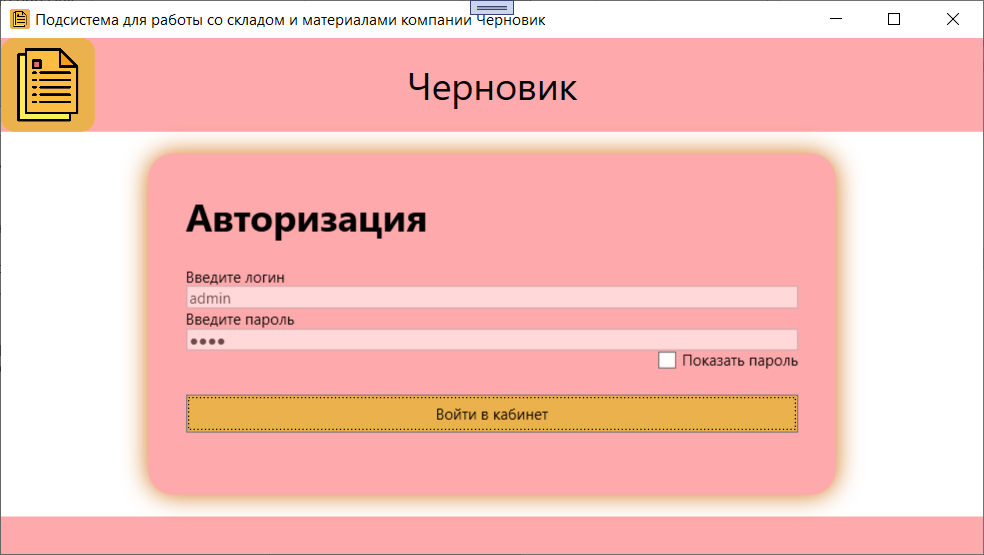 Подсистема для работы со складом и материалами компании Черновик
Черновик
Авторизация
Введите логин
admin
Введите пароль
●●●●
Показать пароль
Войти в кабинет